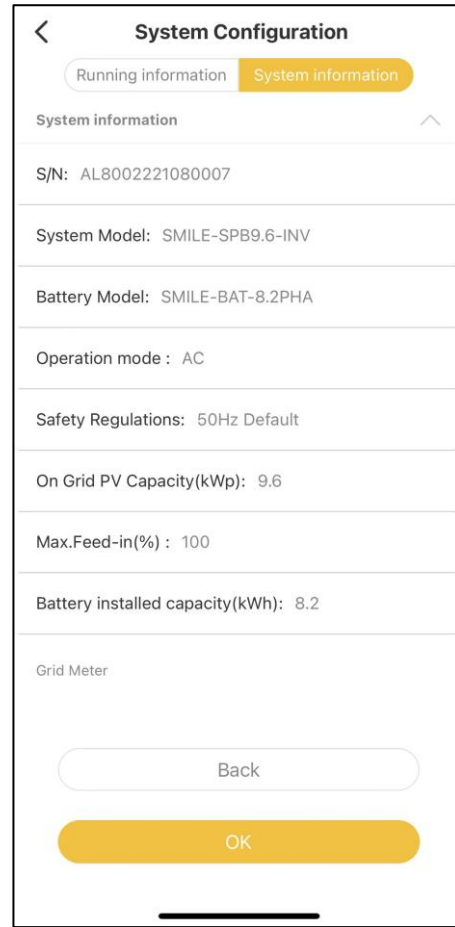 System Configuration
Running information System information
System information
S/N: AL8002221080007
System Model: SMILE-SPB9.6-INV
Battery Model: SMILE-BAT-8.2PHA
Operation mode : AC
Safety Regulations: 50Hz Default
On Grid PV Capacity(kWp): 9.6
Max.Feed-in(%) : 100
Battery installed capacity(kWh): 8.2
Grid Meter
Back
OK